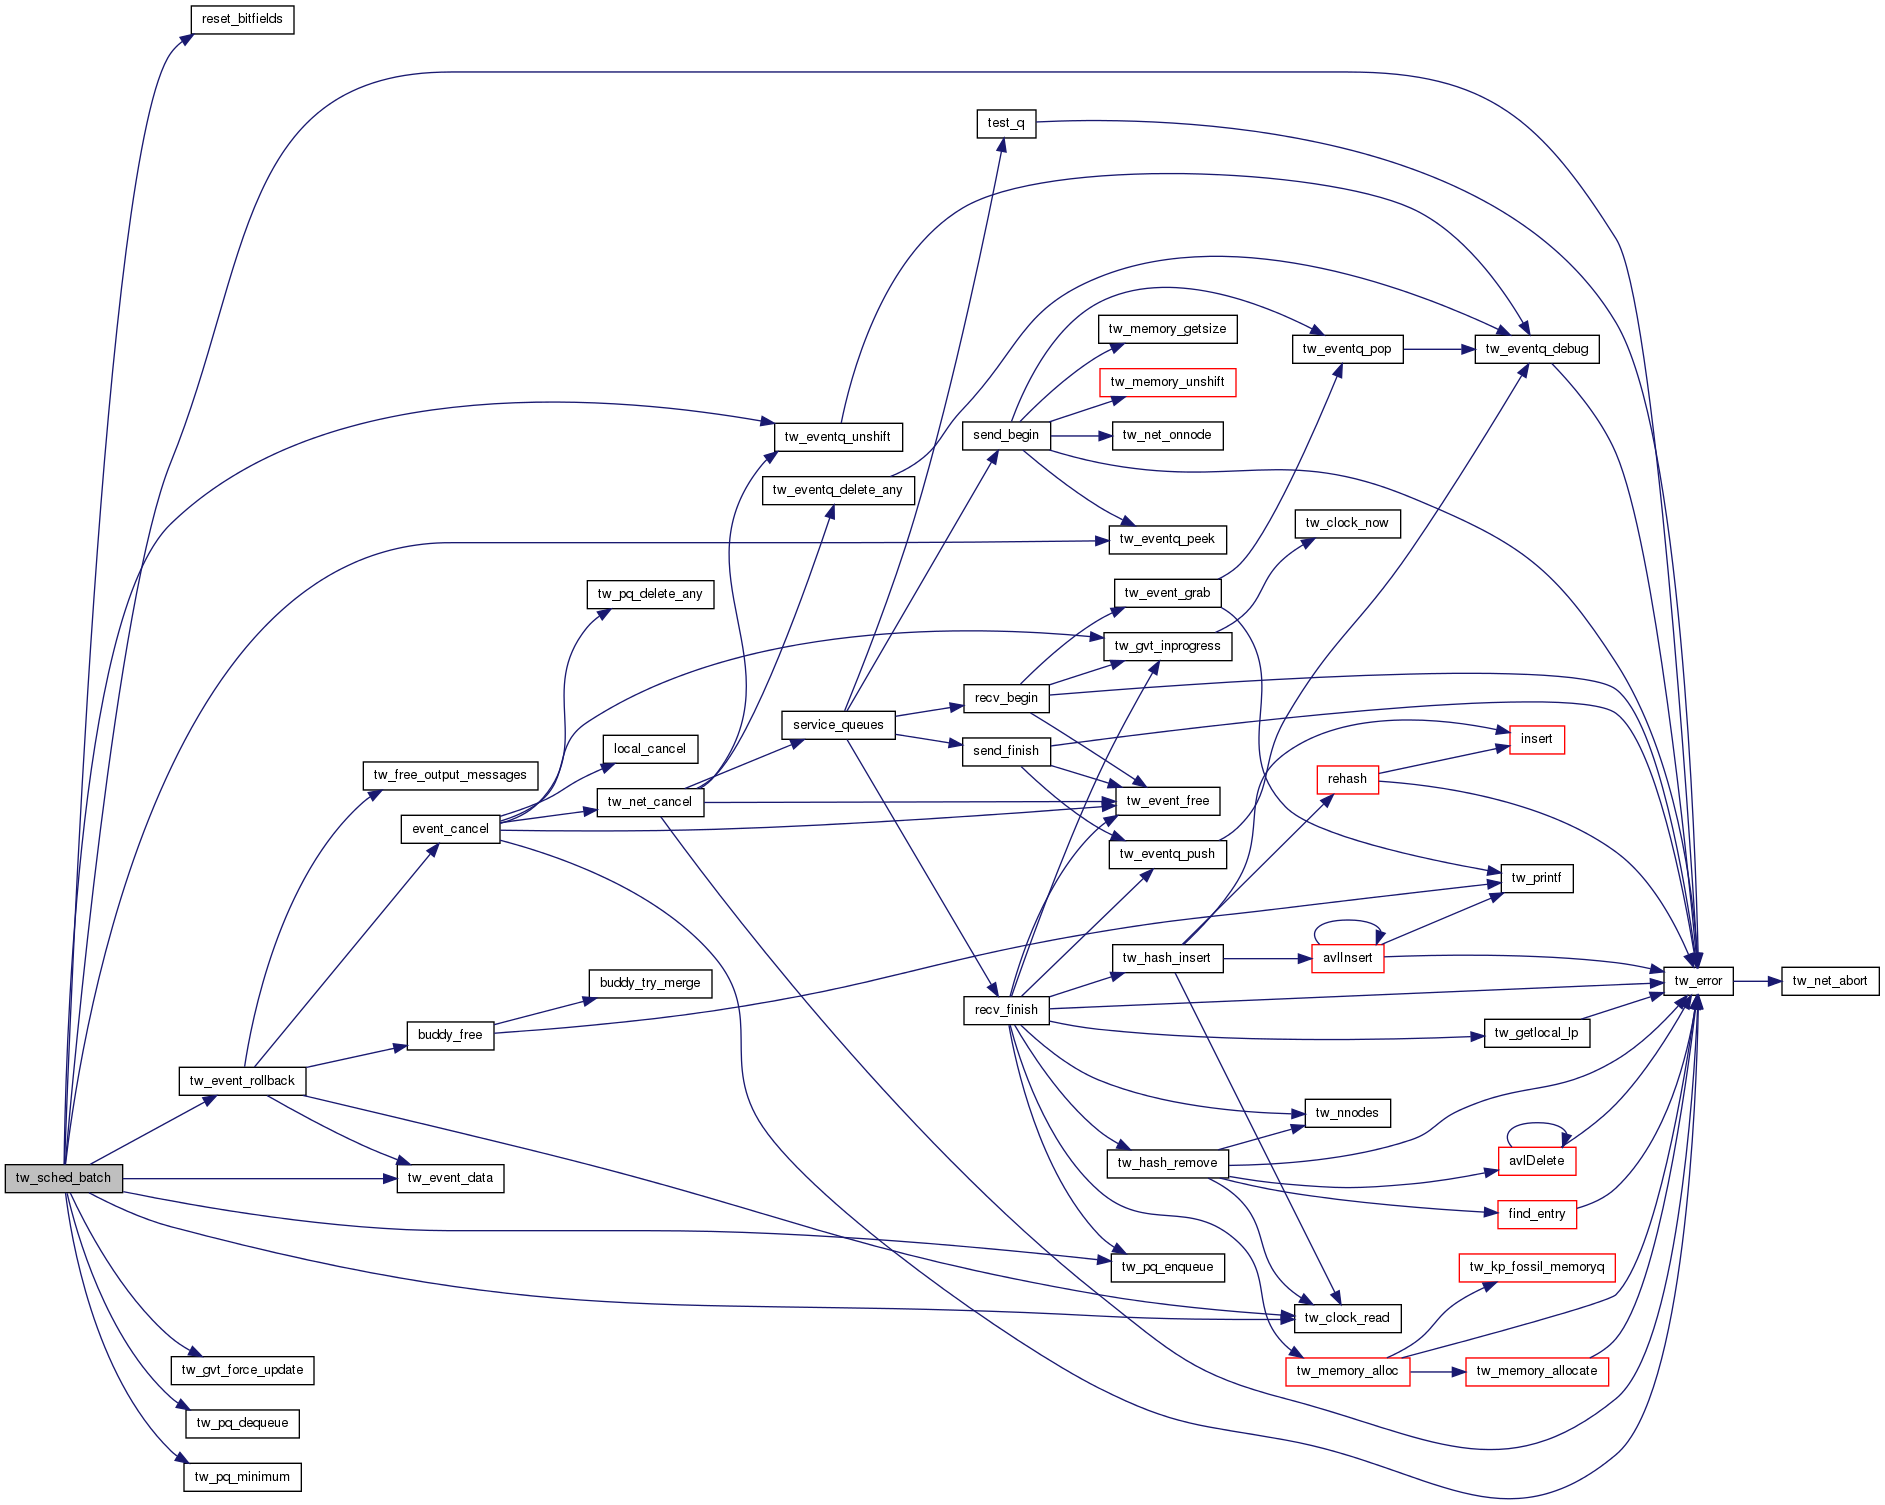 reset_bitfields
test_q
tw_memory_getsize
tw_eventq_pop
tw_eventq_debug
tw_memory_unshift
tw_eventq_unshift
send_begin
tw_net_onnode
tw_eventq_delete_any
tw_clock_now
tw_eventq_peek
tw_pq_delete_any
tw_event_grab
tw_gvt_inprogress
recv_begin
service_queues
insert
local_cancel
send_finish
tw_free_output_messages
rehash
tw_net_cancel
tw_event_free
event_cancel
tw_eventq_push
tw_printf
tw_hash_insert
avlInsert
buddy_try_merge
tw_error
tw_net_abort
recv_finish
buddy_free
tw_getlocal_lp
tw_event_rollback
tw_nnodes
tw_hash_remove
avlDelete
tw_sched_batch
tw_event_data
find_entry
tw_pq_enqueue
tw_kp_fossil_memoryq
tw_clock_read
tw_gvt_force_update
tw_memory_alloc
tw_memory_allocate
tw_pq_dequeue
tw_pq_minimum